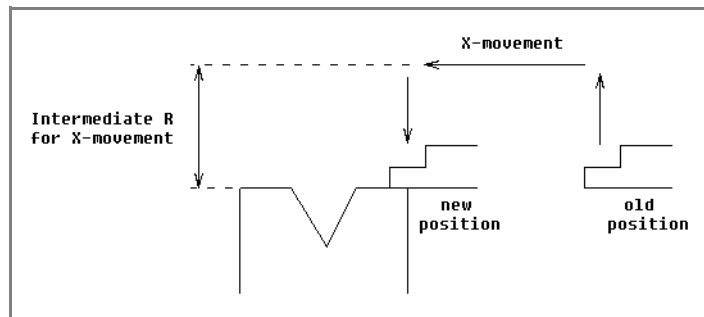 X-movement
Intermediate R
for X-movement
new
position
old
position